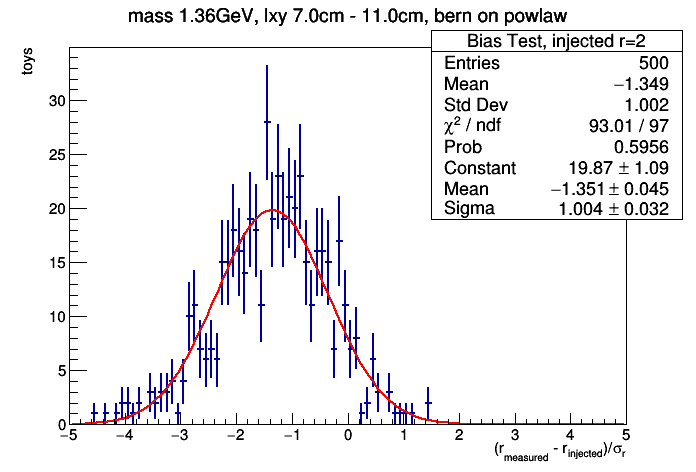 mass 1.36GeV, lxy 7.0cm - 11.0cm, bern on powlaw
Bias Test, injected r=2
Entries 500
Mean −1.349
Std Dev 1.002
χ² / ndf 93.01 / 97
Prob 0.5956
Constant 19.87 ± 1.09
Mean −1.351 ± 0.045
Sigma 1.004 ± 0.032
toys
30
25
20
15
10
5
0
−5 −4 −3 −2 −1 0 1 2 3 4 5
(r_measured - r_injected)/σ_r